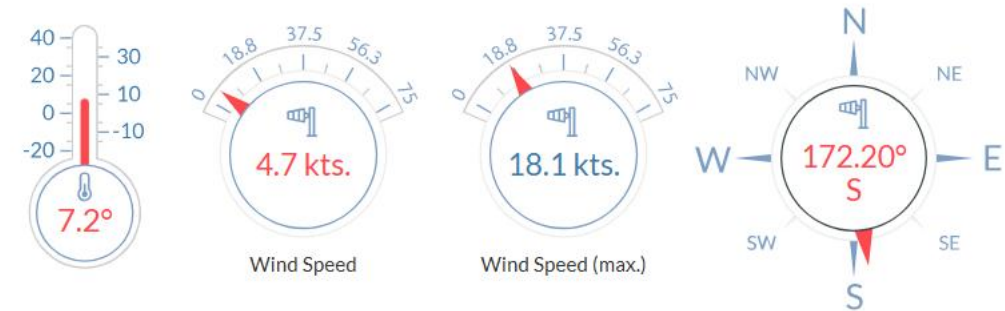 40
30
20
10
0
-10
-20
7.2°
0
18.8
37.5
56.3
75
4.7 kts.
Wind Speed
0
18.8
37.5
56.3
75
18.1 kts.
Wind Speed (max.)
N
NW
NE
W
E
172.20°
S
SW
SE
S